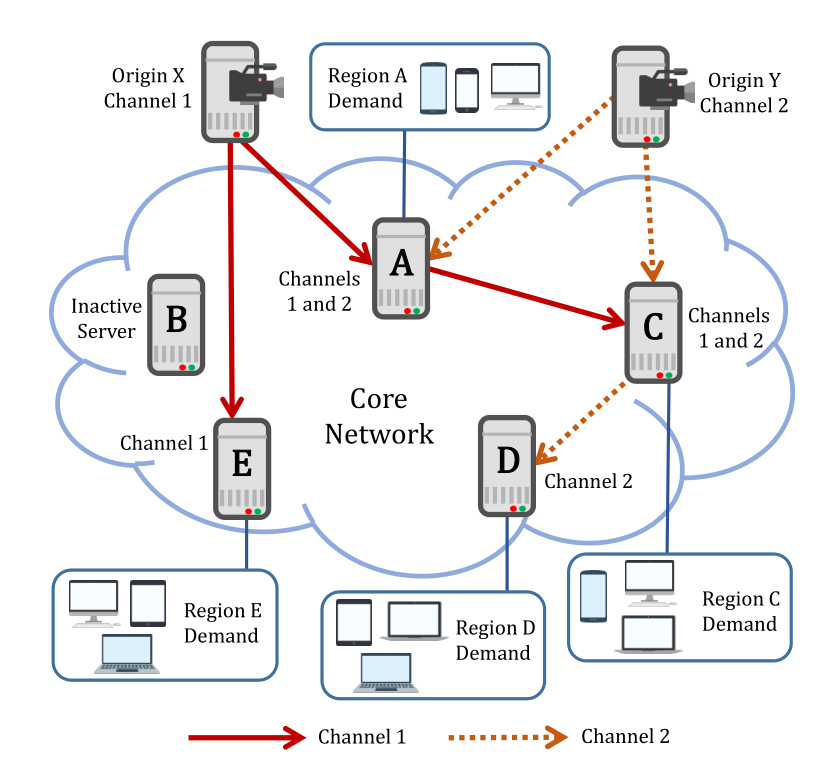 Origin X
Channel 1
Region A
Demand
Origin Y
Channel 2
A
Channels
1 and 2
Inactive
Server
B
C
Channels
1 and 2
Core
Network
Channel 1
E
D
Channel 2
Region E
Demand
Region D
Demand
Region C
Demand
Channel 1
Channel 2